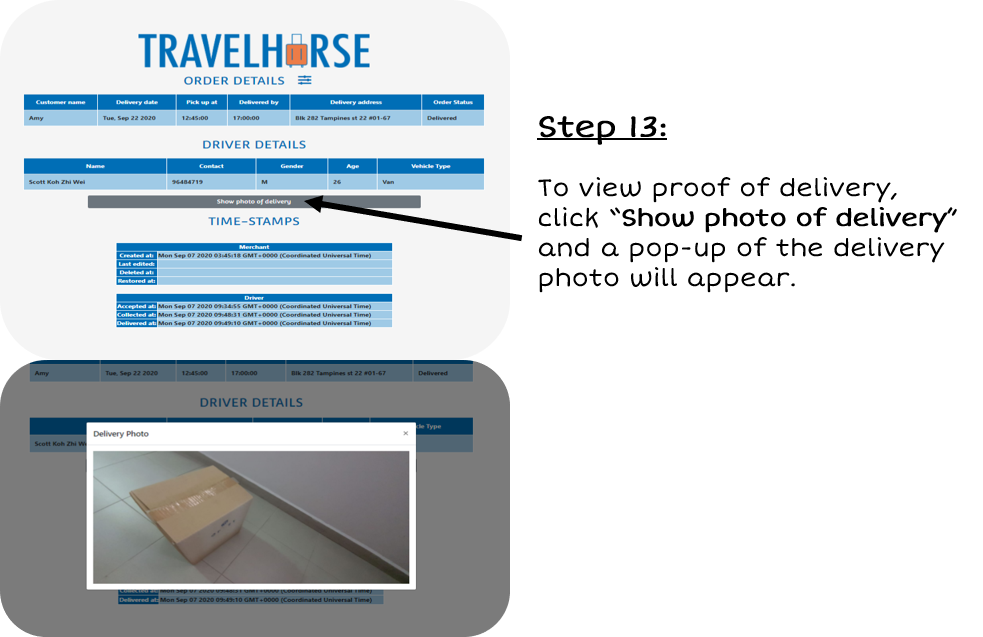 TRAVELHORSE
ORDER DETAILS
Customer name Delivery date Pick up at Delivered by Delivery address Order Status
Amy Tue, Sep 22 2020 12:45:00 17:00:00 Blk 282 Tampines st 22 #01-67 Delivered
DRIVER DETAILS
Name Contact Gender Age Vehicle Type
Scott Koh Zhi Wei 96484719 M 26 Van
Show photo of delivery
TIME-STAMPS
Merchant
Created at: Mon Sep 07 2020 03:45:18 GMT+0000 (Coordinated Universal Time)
Last edited:
Deleted at:
Restored at:
Driver
Accepted at: Mon Sep 07 2020 09:34:55 GMT+0000 (Coordinated Universal Time)
Collected at: Mon Sep 07 2020 09:48:31 GMT+0000 (Coordinated Universal Time)
Delivered at: Mon Sep 07 2020 09:49:10 GMT+0000 (Coordinated Universal Time)
Step 13:
To view proof of delivery,
click "Show photo of delivery"
and a pop-up of the delivery
photo will appear.
Amy Tue, Sep 22 2020 12:45:00 17:00:00 Blk 282 Tampines st 22 #01-67 Delivered
DRIVER DETAILS
cle Type
Scott Koh Zhi We
Delivery Photo ×
Collected at: Mon Sep 07 2020 09:48:31 GMT+0000 (Coordinated Universal Time)
Delivered at: Mon Sep 07 2020 09:49:10 GMT+0000 (Coordinated Universal Time)